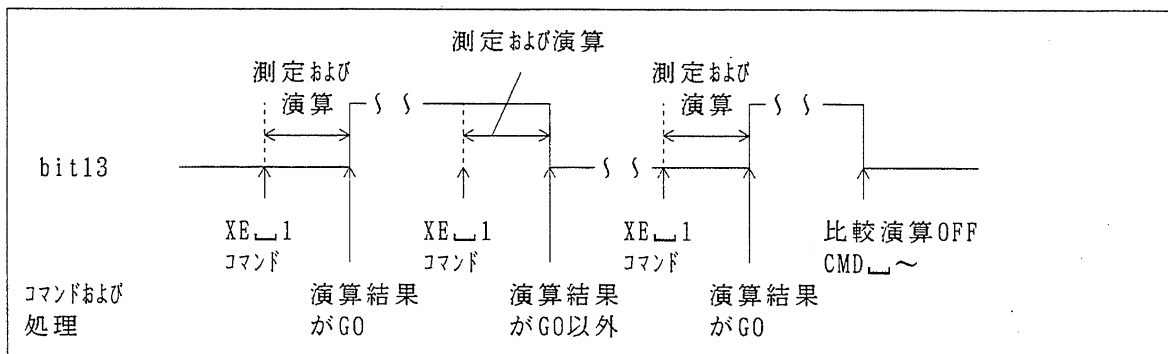 測定および演算
測定および
演算
測定および
演算
bit13
XE␣1
コマンド
XE␣1
コマンド
XE␣1
コマンド
比較演算OFF
CMD␣～
コマンドおよび
処理
演算結果
がGO
演算結果
がGO以外
演算結果
がGO